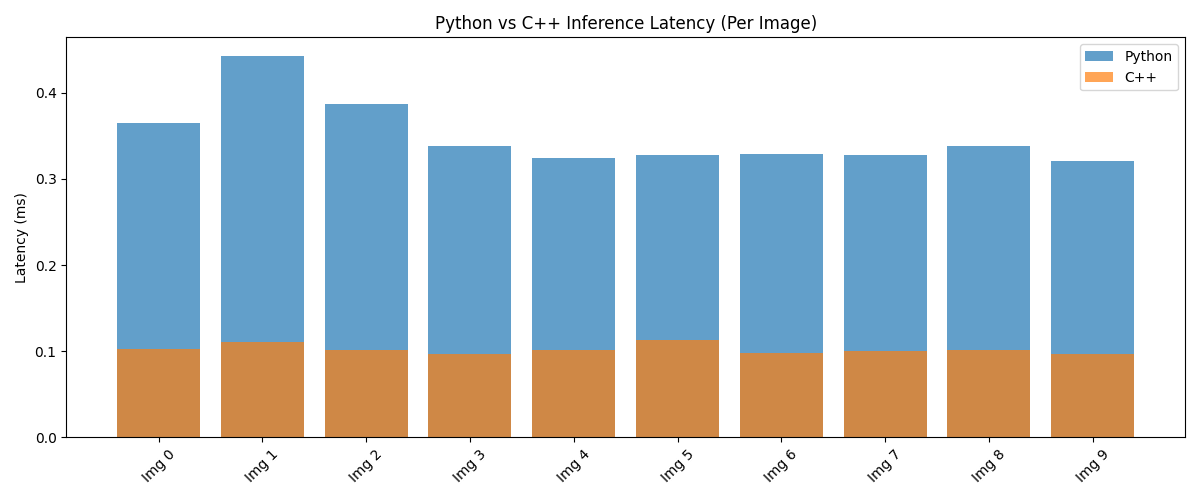 Python vs C++ Inference Latency (Per Image)
Python
C++
Latency (ms)
0.4
0.3
0.2
0.1
0.0
Img 0
Img 1
Img 2
Img 3
Img 4
Img 5
Img 6
Img 7
Img 8
Img 9